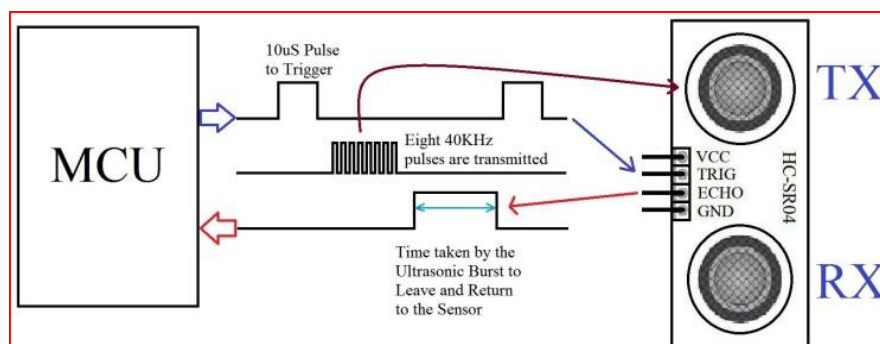 MCU
10uS Pulse
to Trigger
Eight 40KHz
pulses are transmitted
Time taken by the
Ultrasonic Burst to
Leave and Return
to the Sensor
VCC
TRIG
ECHO
GND
HC-SR04
TX
RX